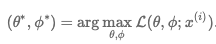 (θ*, ϕ*) = arg max_{θ,ϕ} ℒ(θ, ϕ; x^{(i)}).